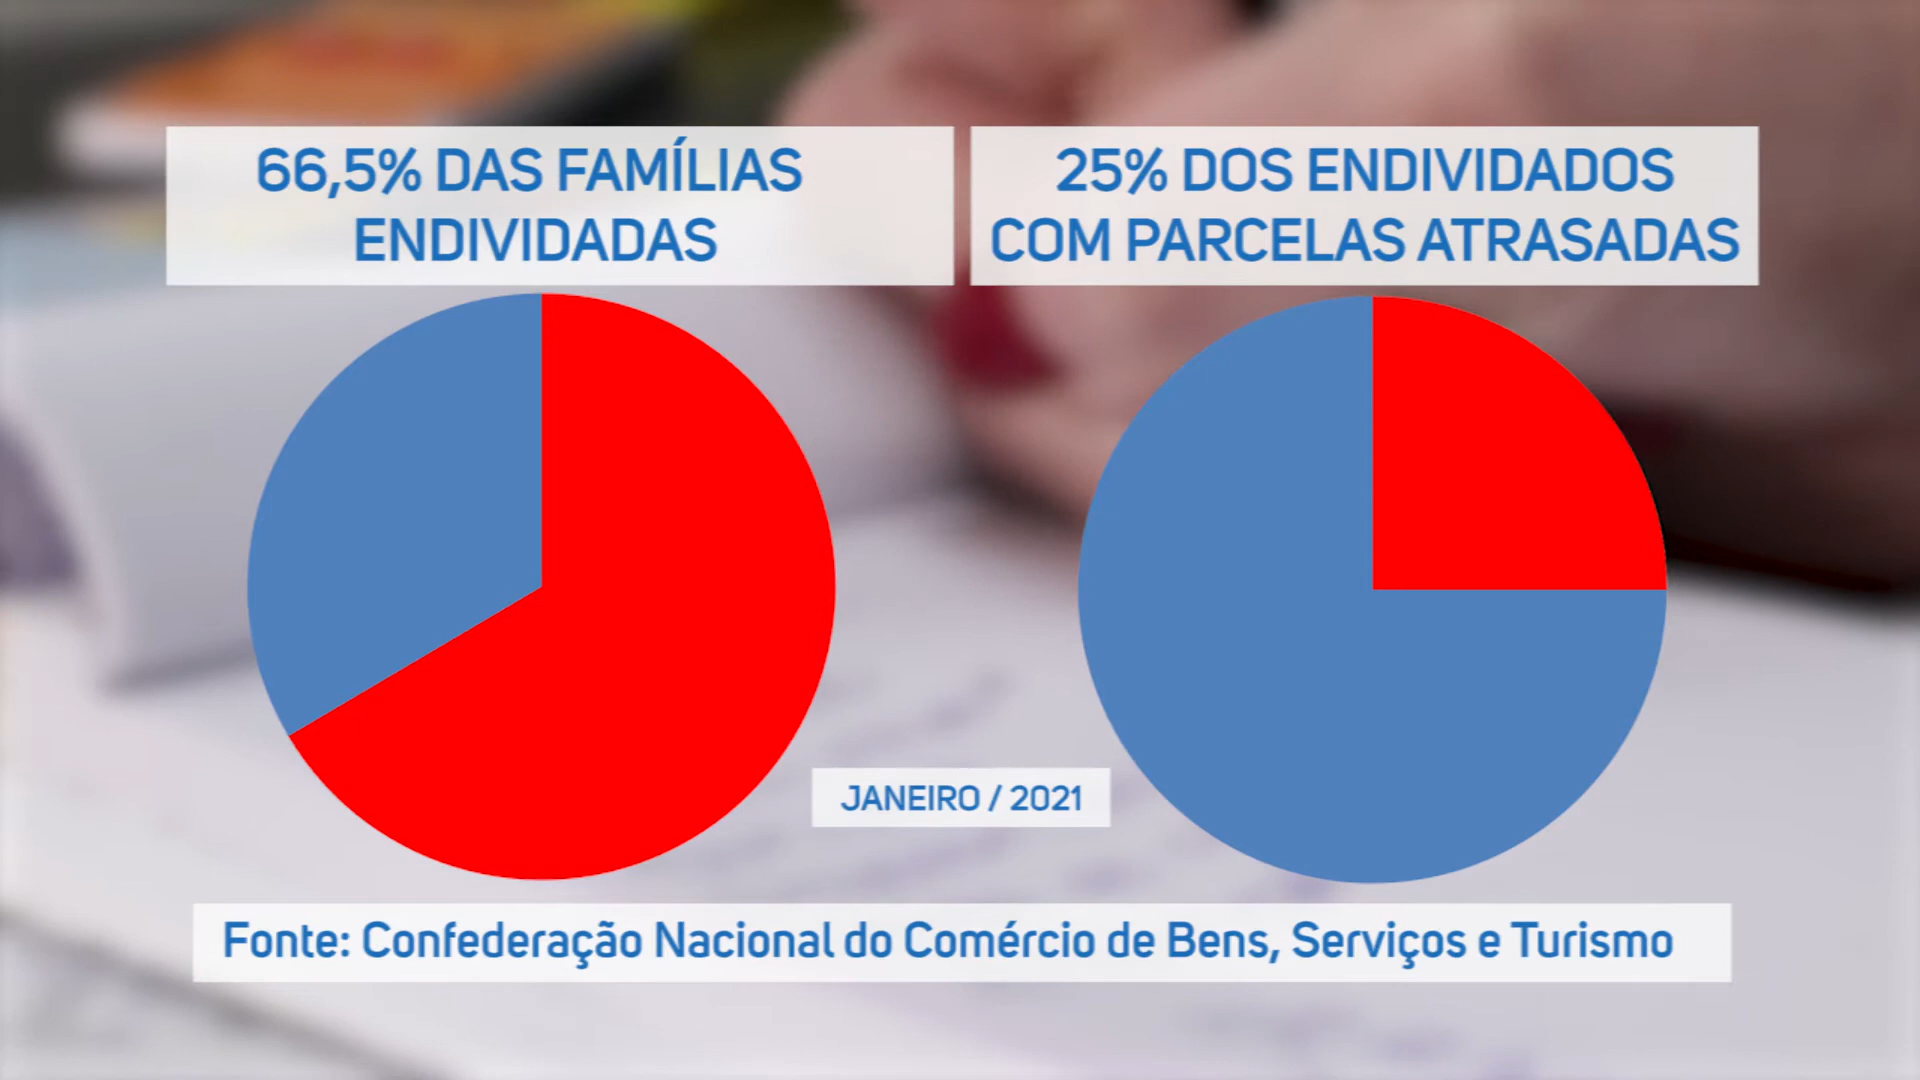 66,5% DAS FAMÍLIAS
ENDIVIDADAS
25% DOS ENDIVIDADOS
COM PARCELAS ATRASADAS
JANEIRO / 2021
Fonte: Confederação Nacional do Comércio de Bens, Serviços e Turismo